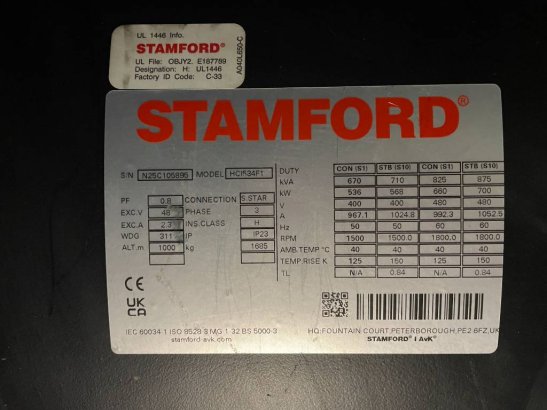 UL 1446 Info.
STAMFORD®
UL File: OBJY2. E187789
Designation: H: UL1446
Factory ID Code: C-33
A040L650-C
STAMFORD®
S/N N25C105895 MODEL HCI534F1
PF 0.8 CONNECTION S.STAR
EXC.V 48 PHASE 3
EXC.A 2.3 INS.CLASS H
WDG 311 IP IP23
ALT.m 1000 kg 1685
DUTY CON (S1) STB (S10) CON (S1) STB (S10)
kVA 670 710 825 875
kW 536 568 660 700
V 400 400 480 480
A 967.1 1024.8 992.3 1052.5
Hz 50 50 60 60
RPM 1500 1500.0 1800.0 1800.0
AMB.TEMP °C 40 40 40 40
TEMP.RISE K 125 150 125 150
TL N/A 0.84 N/A 0.84
CE
UK
CA
IEC 60034-1 ISO 8528-3 MG 1-32 BS 5000-3
stamford-avk.com
HQ:FOUNTAIN COURT,PETERBOROUGH,PE2 6FZ,UK
STAMFORD | AvK®